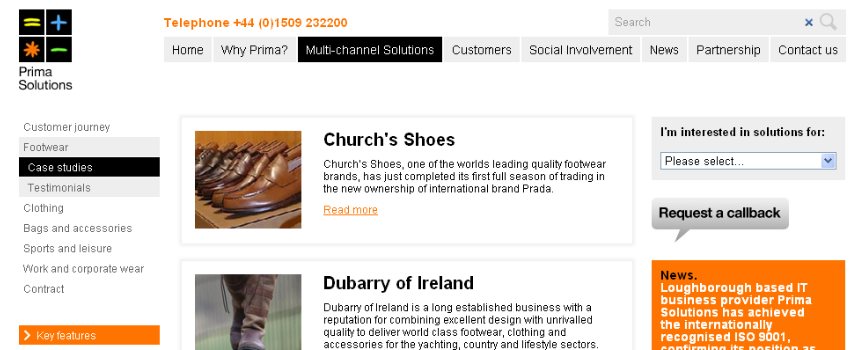 Telephone +44 (0)1509 232200
Search
Prima
Solutions
Home Why Prima? Multi-channel Solutions Customers Social Involvement News Partnership Contact us
Customer journey
Footwear
Case studies
Testimonials
Clothing
Bags and accessories
Sports and leisure
Work and corporate wear
Contract
Key features
Church's Shoes
Church's Shoes, one of the worlds leading quality footwear
brands, has just completed its first full season of trading in
the new ownership of international brand Prada.
Read more
Dubarry of Ireland
Dubarry of Ireland is a long established business with a
reputation for combining excellent design with unrivalled
quality to deliver world class footwear, clothing and
accessories for the yachting, country and lifestyle sectors.
I'm interested in solutions for:
Please select...
Request a callback
News.
Loughborough based IT
business provider Prima
Solutions has achieved
the internationally
recognised ISO 9001,
confirming its position as